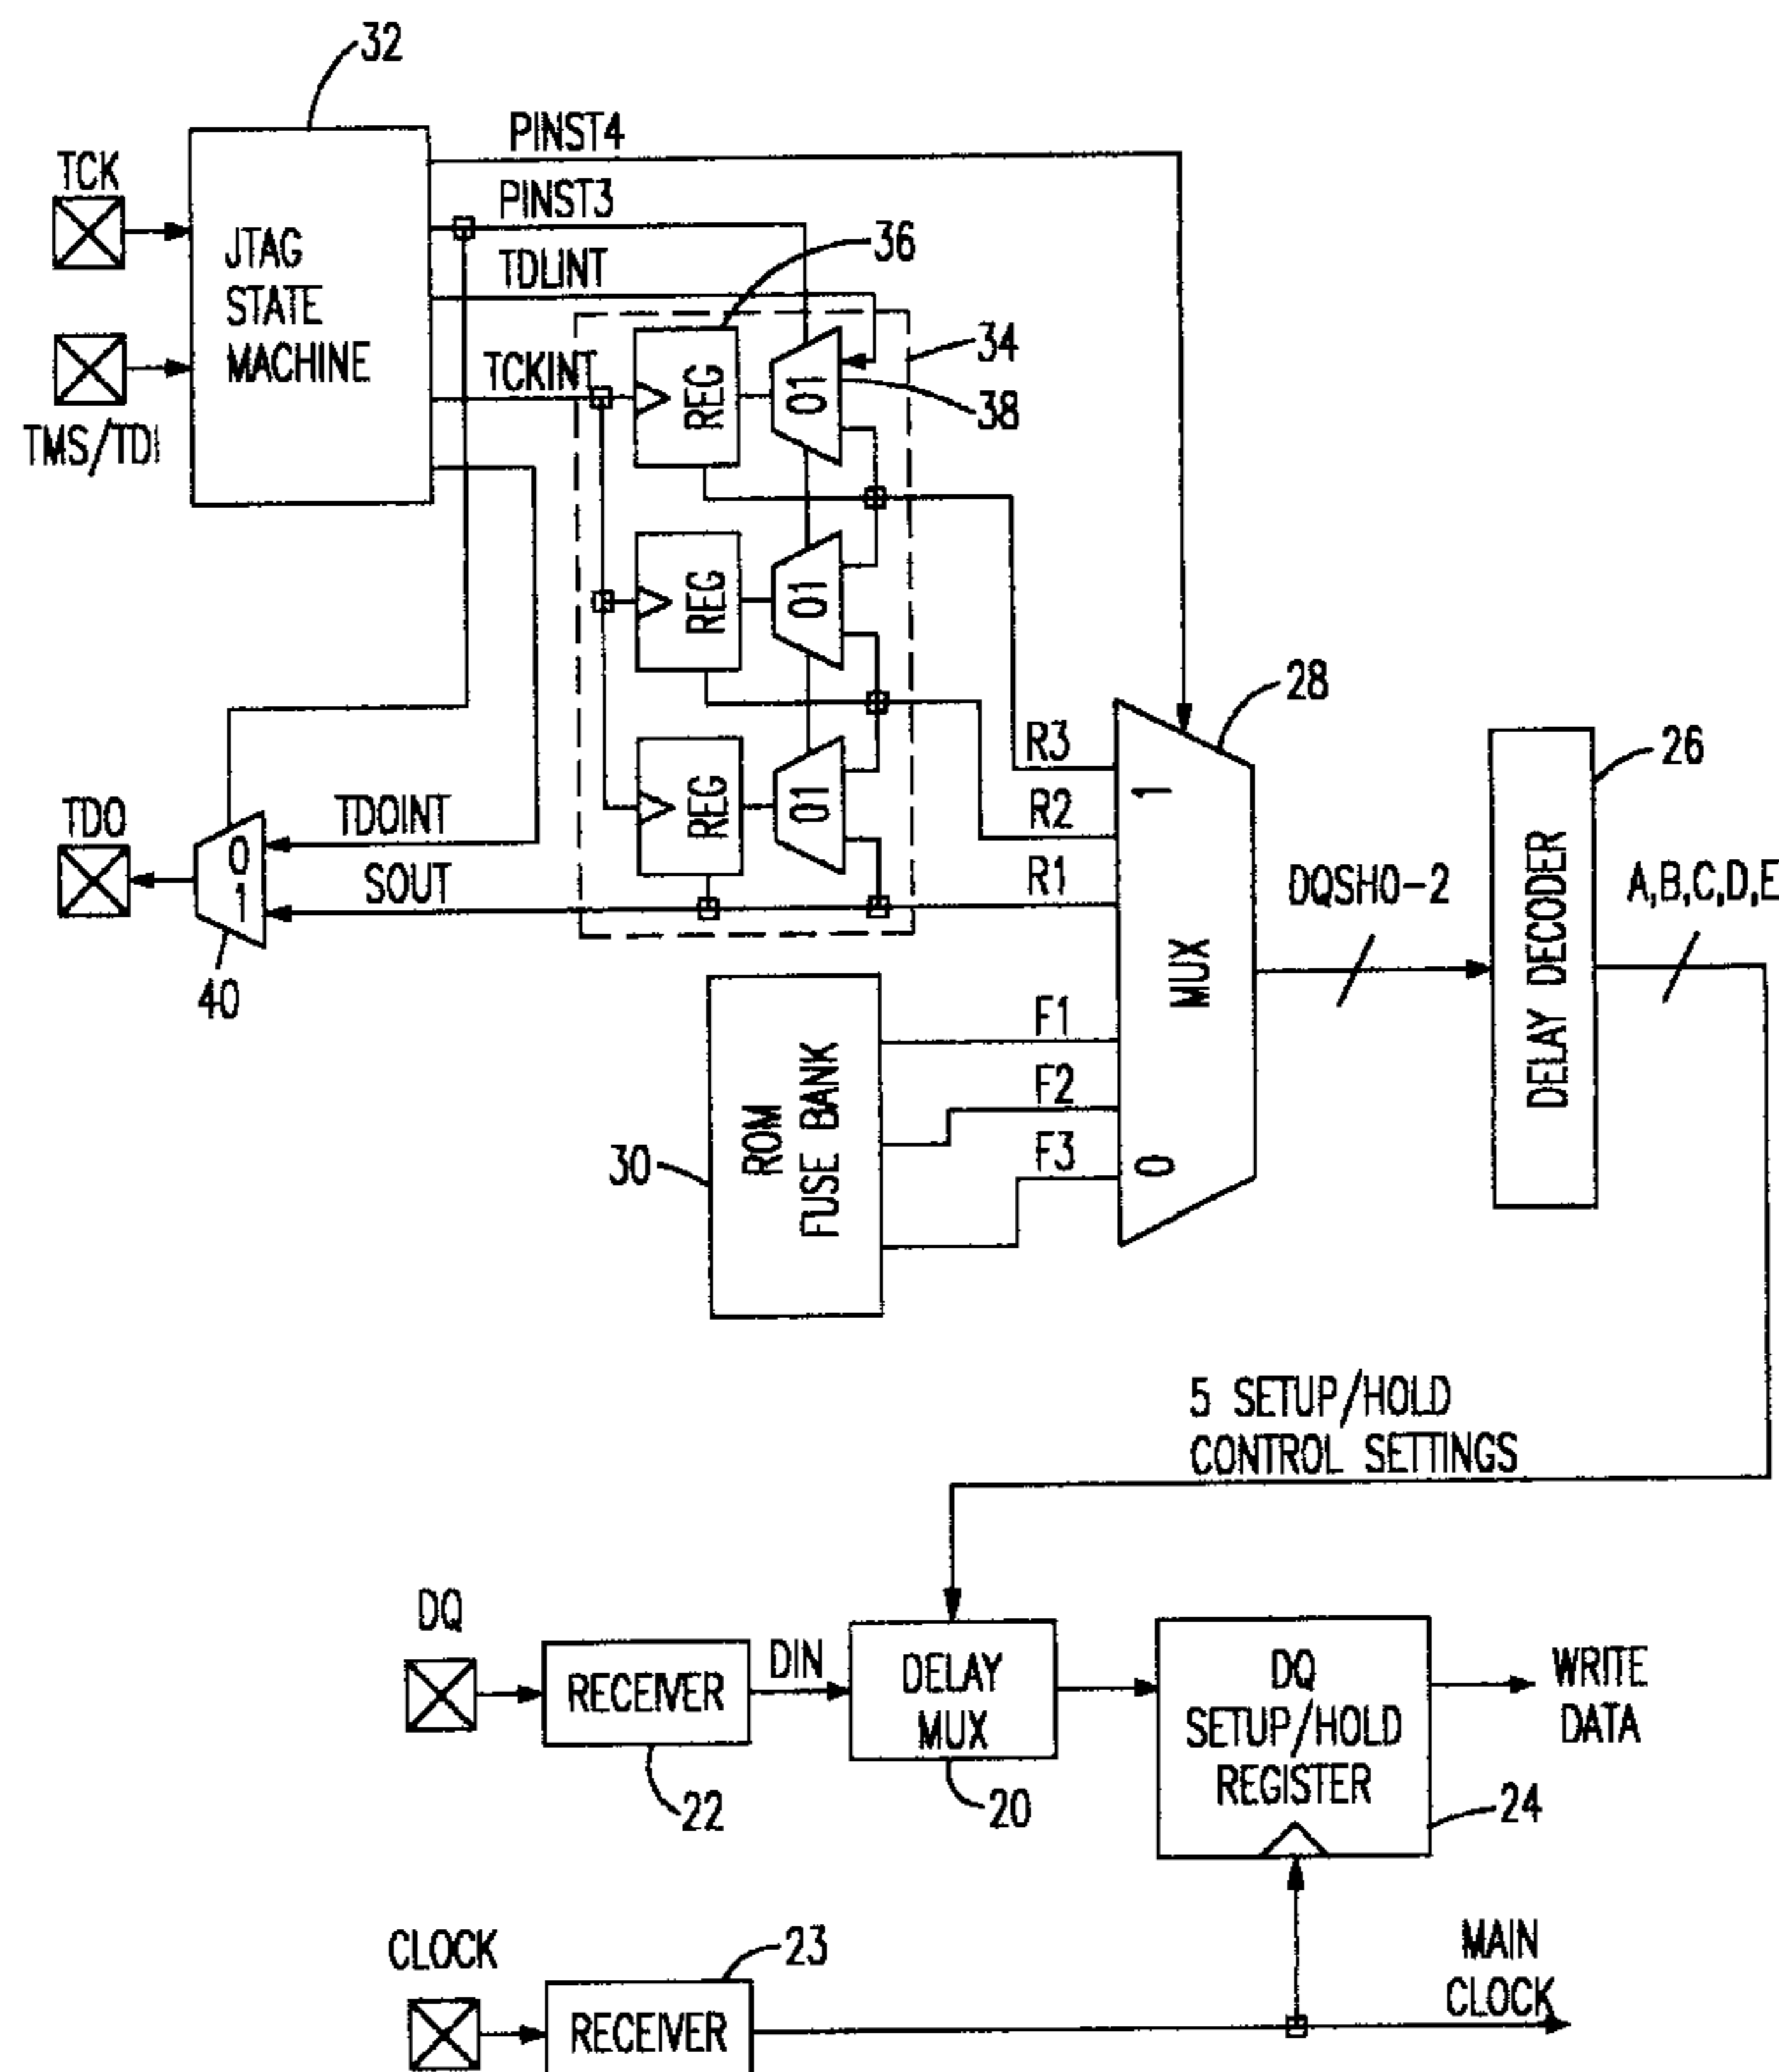 32
PINST4
TCK
PINST3
JTAG
STATE
MACHINE
TDLINT
36
TCKINT
REG
01
34
38
TMS/TDI
REG
01
28
R3
1
26
TDO
TDOINT
0
REG
01
R2
SOUT
1
R1
MUX
DQSH0-2
DELAY DECODER
A,B,C,D,E
40
ROM
FUSE BANK
F1
F2
30
F3
0
5 SETUP/HOLD
CONTROL SETTINGS
DQ
RECEIVER
DIN
DELAY
MUX
DQ
SETUP/HOLD
REGISTER
WRITE
DATA
22
20
24
CLOCK
23
MAIN
CLOCK
RECEIVER